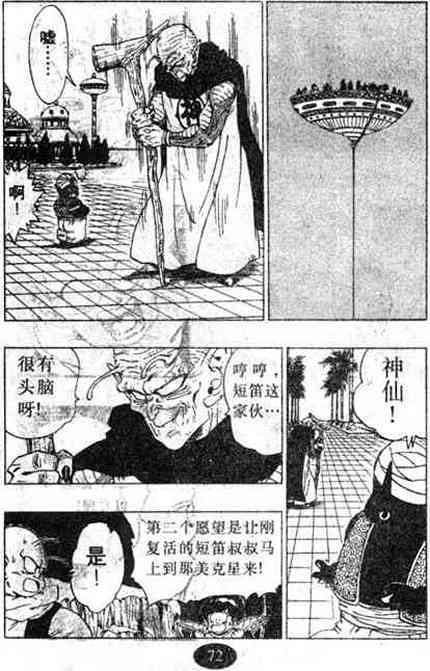 嘘……
啊！
神仙！
哼哼，
短笛这
家伙…
很有
头脑
呀！
第二个愿望是让刚
复活的短笛叔叔马
上到那美克星来！
是！
72